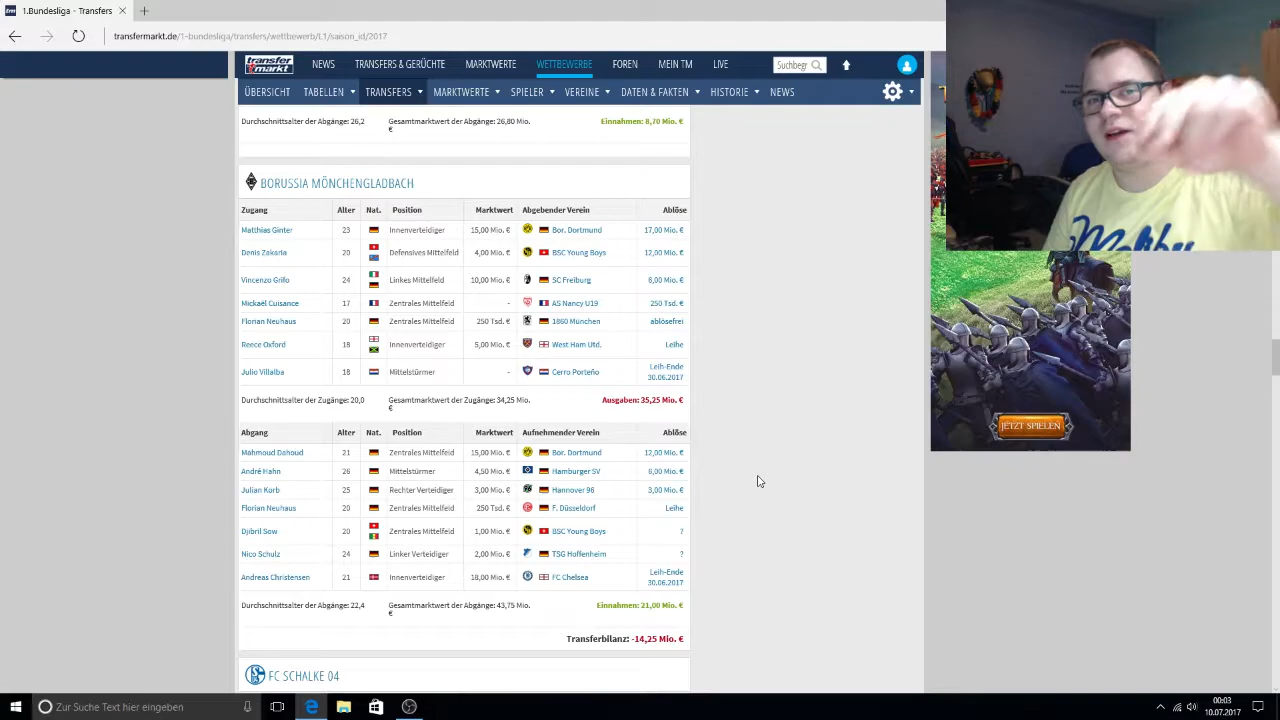 1.Bundesliga - Transfers
transfermarkt.de/1-bundesliga/transfers/wettbewerb/L1/saison_id/2017
transfer markt NEWS TRANSFERS & GERÜCHTE MARKTWERTE WETTBEWERBE FOREN MEIN TM LIVE Suchbegr
ÜBERSICHT TABELLEN TRANSFERS MARKTWERTE SPIELER VEREINE DATEN & FAKTEN HISTORIE NEWS
Durchschnittsalter der Abgänge: 26,2 Gesamtmarktwert der Abgänge: 26,80 Mio. € Einnahmen: 8,70 Mio. €
BORUSSIA MÖNCHENGLADBACH
Zugang Alter Nat. Position Marktwert Abgebender Verein Ablöse
Matthias Ginter 23 Innenverteidiger 15,00 Mio. € Bor. Dortmund 17,00 Mio. €
Denis Zakaria 20 Defensives Mittelfeld 4,00 Mio. € BSC Young Boys 12,00 Mio. €
Vincenzo Grifo 24 Linkes Mittelfeld 10,00 Mio. € SC Freiburg 6,00 Mio. €
Mickaël Cuisance 17 Zentrales Mittelfeld - AS Nancy U19 250 Tsd. €
Florian Neuhaus 20 Zentrales Mittelfeld 250 Tsd. € 1860 München ablösefrei
Reece Oxford 18 Innenverteidiger 5,00 Mio. € West Ham Utd. Leihe
Julio Villalba 18 Mittelstürmer - Cerro Porteño Leih-Ende 30.06.2017
Durchschnittsalter der Zugänge: 20,0 Gesamtmarktwert der Zugänge: 34,25 Mio. € Ausgaben: 35,25 Mio. €
Abgang Alter Nat. Position Marktwert Aufnehmender Verein Ablöse
Mahmoud Dahoud 21 Zentrales Mittelfeld 15,00 Mio. € Bor. Dortmund 12,00 Mio. €
André Hahn 26 Mittelstürmer 4,50 Mio. € Hamburger SV 6,00 Mio. €
Julian Korb 25 Rechter Verteidiger 3,00 Mio. € Hannover 96 3,00 Mio. €
Florian Neuhaus 20 Zentrales Mittelfeld 250 Tsd. € F. Düsseldorf Leihe
Djibril Sow 20 Zentrales Mittelfeld 1,00 Mio. € BSC Young Boys ?
Nico Schulz 24 Linker Verteidiger 2,00 Mio. € TSG Hoffenheim ?
Andreas Christensen 21 Innenverteidiger 18,00 Mio. € FC Chelsea Leih-Ende 30.06.2017
Durchschnittsalter der Abgänge: 22,4 Gesamtmarktwert der Abgänge: 43,75 Mio. € Einnahmen: 21,00 Mio. €
Transferbilanz: -14,25 Mio. €
FC SCHALKE 04
JETZT SPIELEN
Zur Suche Text hier eingeben
00:03
10.07.2017